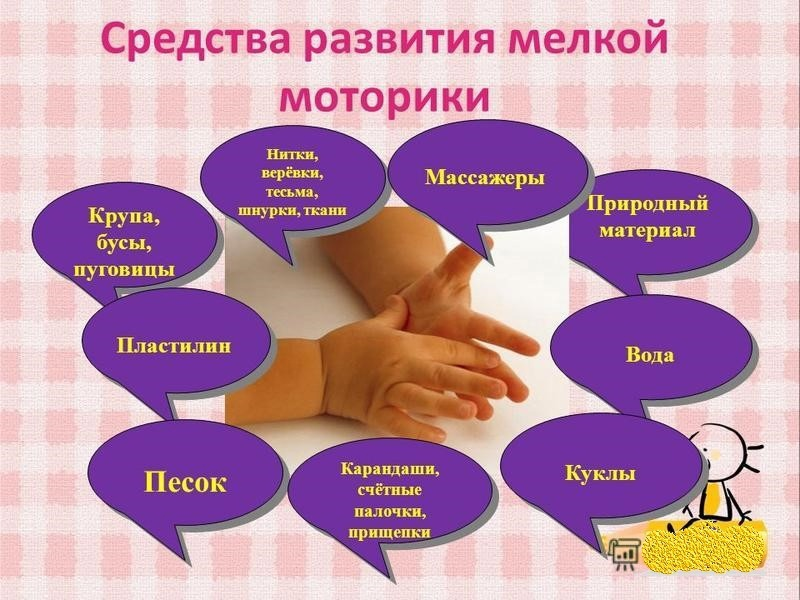 Средства развития мелкой
моторики
Нитки,
верёвки,
тесьма,
шнурки, ткани
Массажеры
Крупа,
бусы,
пуговицы
Природный
материал
Пластилин
Вода
Песок
Карандаши,
счётные
палочки,
прищепки
Куклы